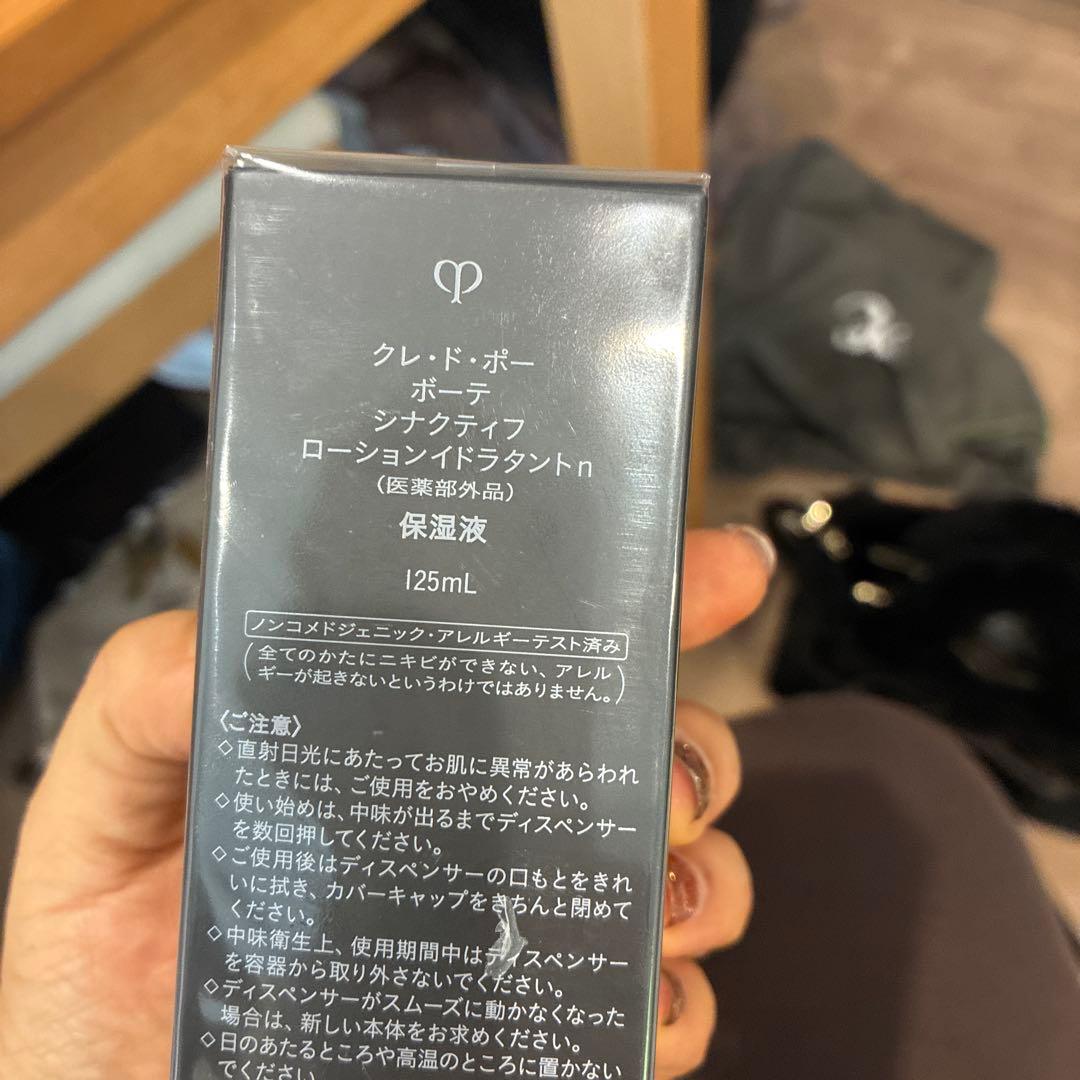 クレ・ド・ポー
ボーテ
シナクティフ
ローションイドラタントn
（医薬部外品）
保湿液
125mL
ノンコメドジェニック・アレルギーテスト済み
（全てのかたにニキビができない、アレル
ギーが起きないというわけではありません。）
〈ご注意〉
◇直射日光にあたってお肌に異常があらわれ
たときには、ご使用をおやめください。
◇使い始めは、中味が出るまでディスペンサー
を数回押してください。
◇ご使用後はディスペンサーの口もとをきれ
いに拭き、カバーキャップをきちんと閉めて
ください。
◇中味衛生上、使用期間中はディスペンサー
を容器から取り外さないでください。
◇ディスペンサーがスムーズに動かなくなった
場合は、新しい本体をお求めください。
◇日のあたるところや高温のところに置かない
でください。